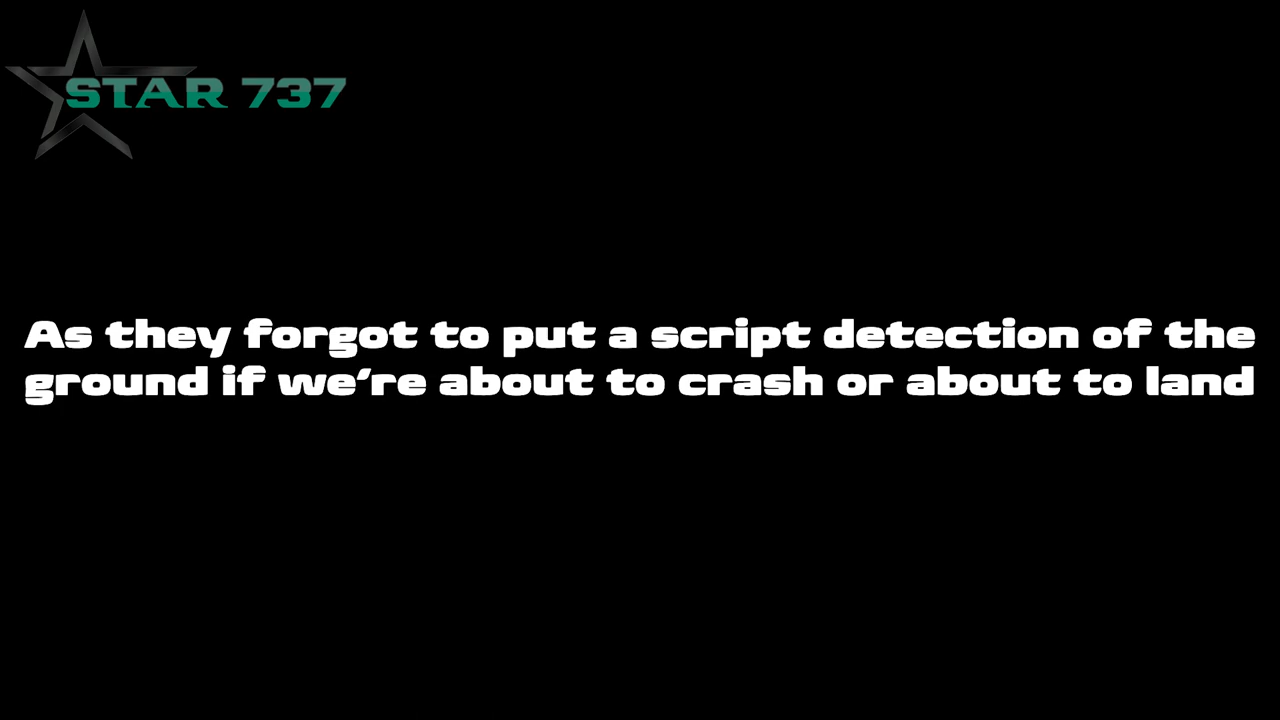 STAR 737
As they forgot to put a script detection of the
ground if we're about to crash or about to land